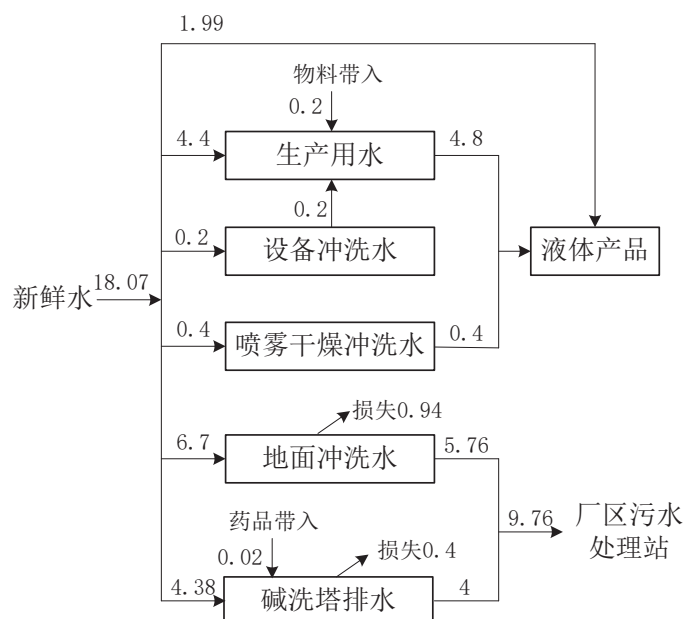 1.99
物料带入
0.2
4.4
生产用水
4.8
0.2
0.2
设备冲洗水
液体产品
新鲜水
18.07
0.4
喷雾干燥冲洗水
0.4
损失0.94
6.7
地面冲洗水
5.76
药品带入
9.76
厂区污水
处理站
0.02
损失0.4
4.38
碱洗塔排水
4